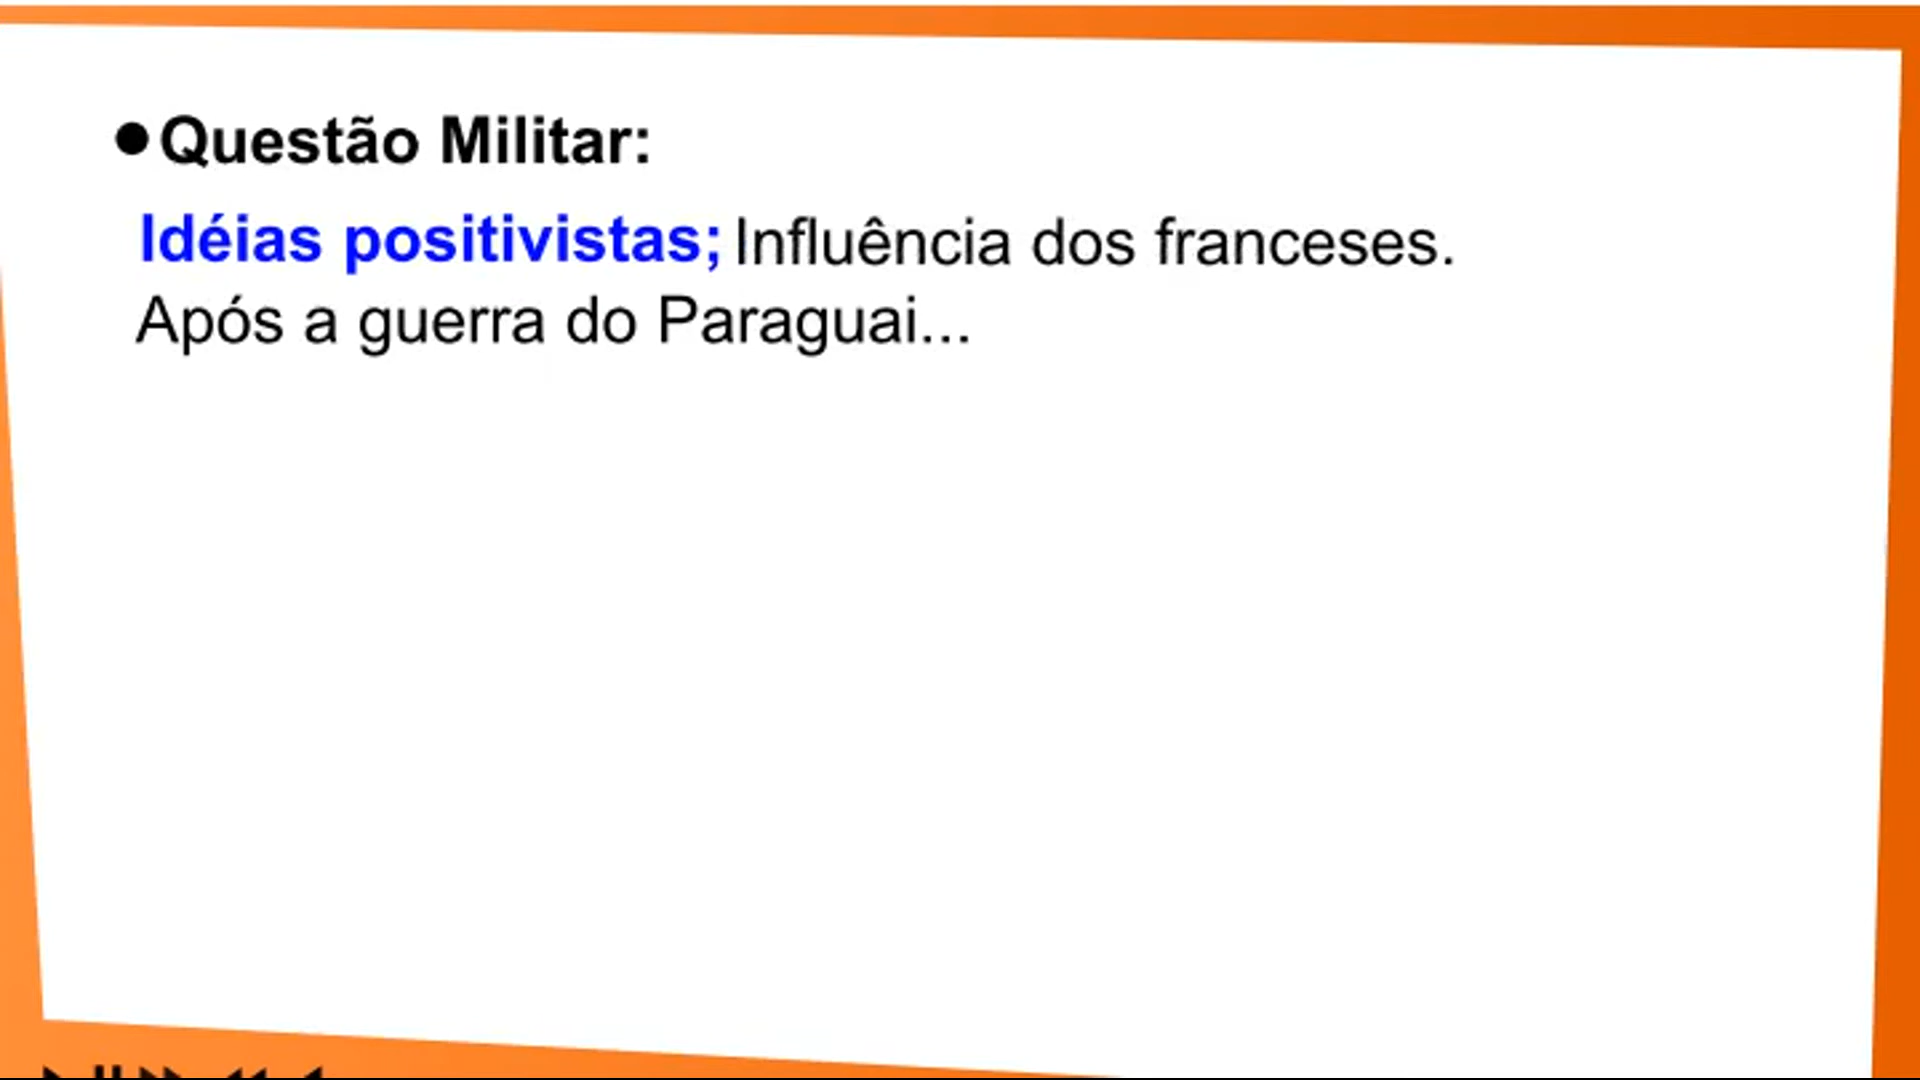 ●Questão Militar:
Idéias positivistas; Influência dos franceses.
Após a guerra do Paraguai...